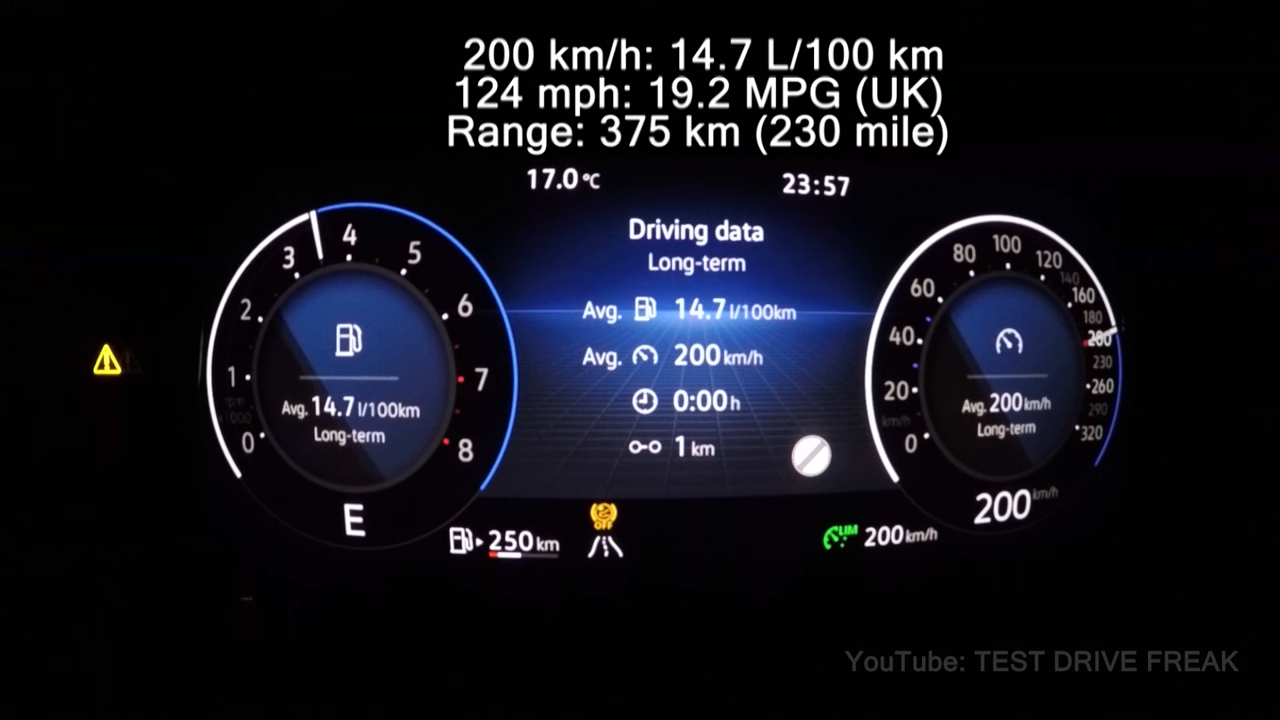 200 km/h: 14.7 L/100 km
124 mph: 19.2 MPG (UK)
Range: 375 km (230 mile)
17.0 °C 23:57
Driving data
Long-term
Avg. 14.7 l/100km
Avg. 200 km/h
0:00 h
1 km
0 1 2 3 4 5 6 7 8
rpm
x1000
Avg. 14.7 l/100km
Long-term
E
0 20 40 60 80 100 120 140 160 180 200 230 260 290 320
km/h
Avg. 200 km/h
Long-term
200 km/h
250 km
OFF
LIM
200 km/h
YouTube: TEST DRIVE FREAK